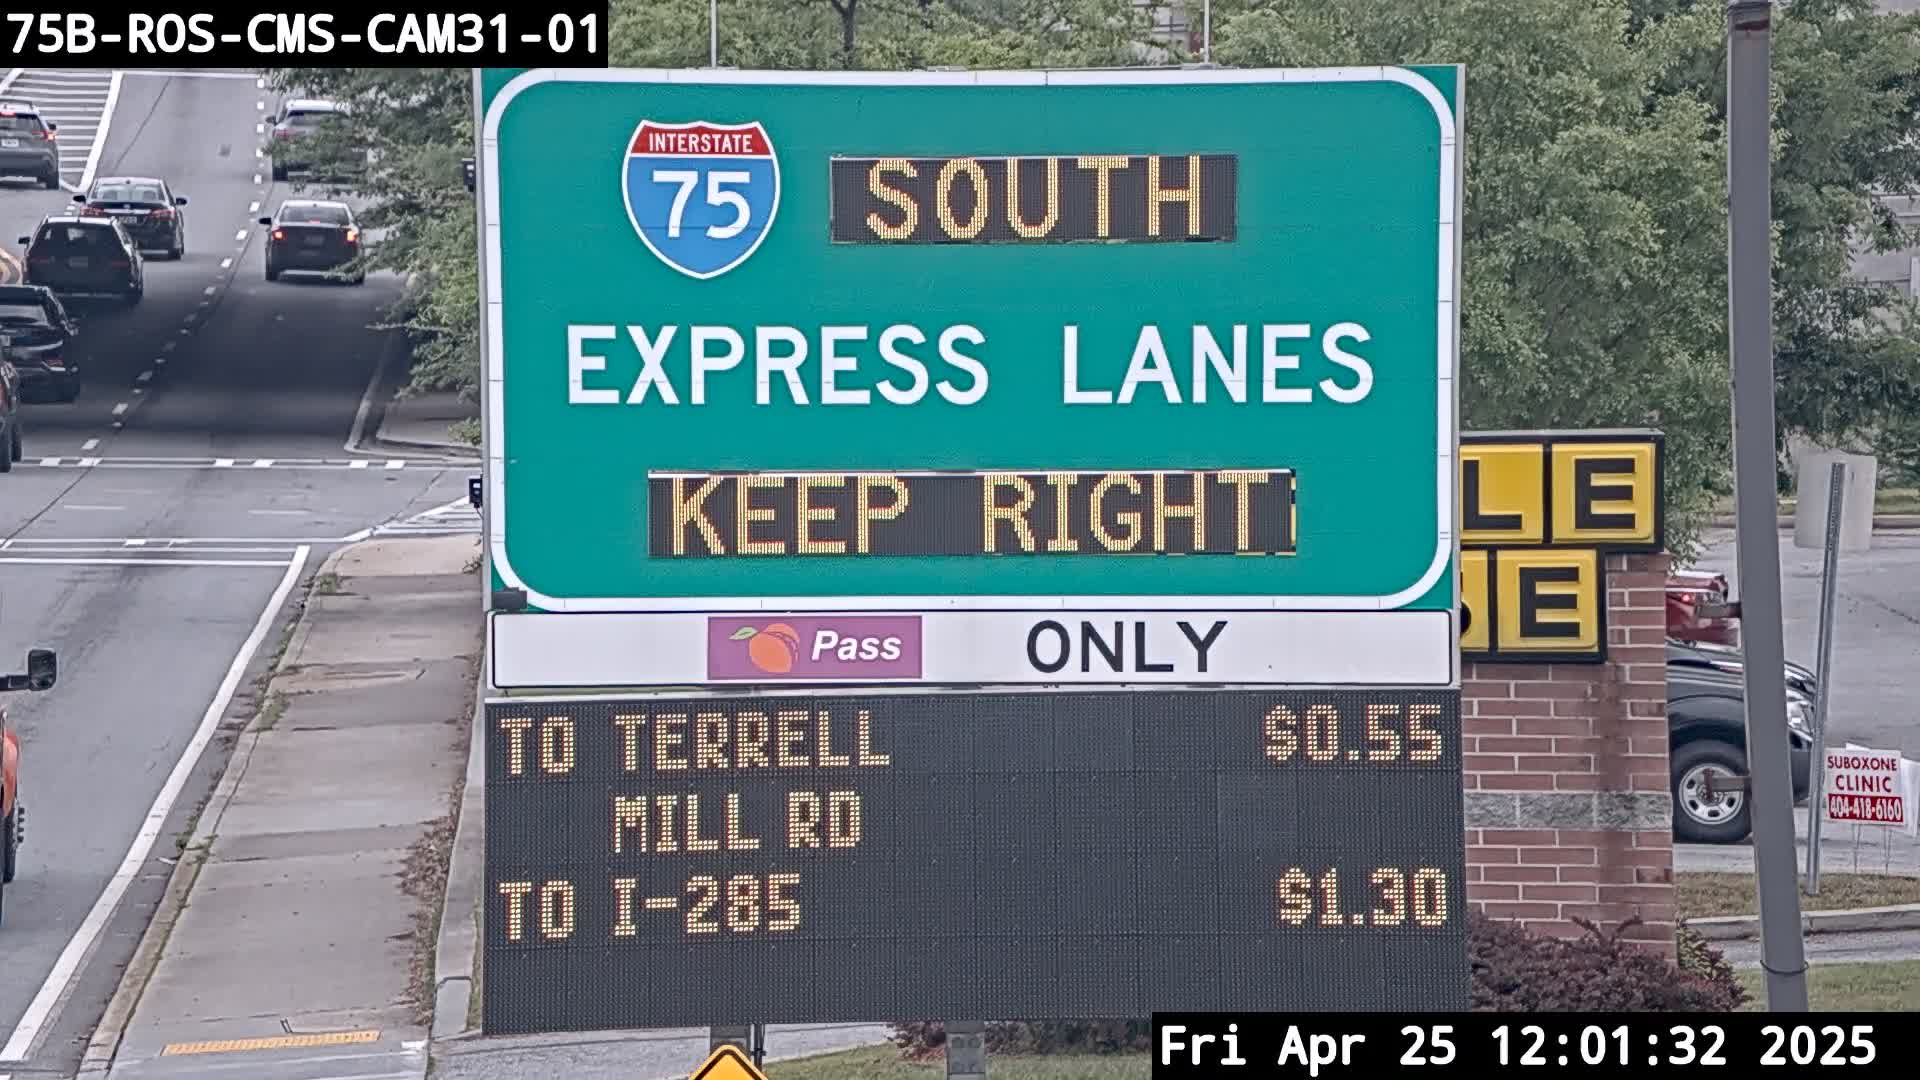 75B-ROS-CMS-CAM31-01
INTERSTATE
75
SOUTH
EXPRESS LANES
KEEP RIGHT
Pass ONLY
TO TERRELL $0.55
MILL RD
TO I-285 $1.30
LE
E
SUBOXONE
CLINIC
404-418-6160
Fri Apr 25 12:01:32 2025